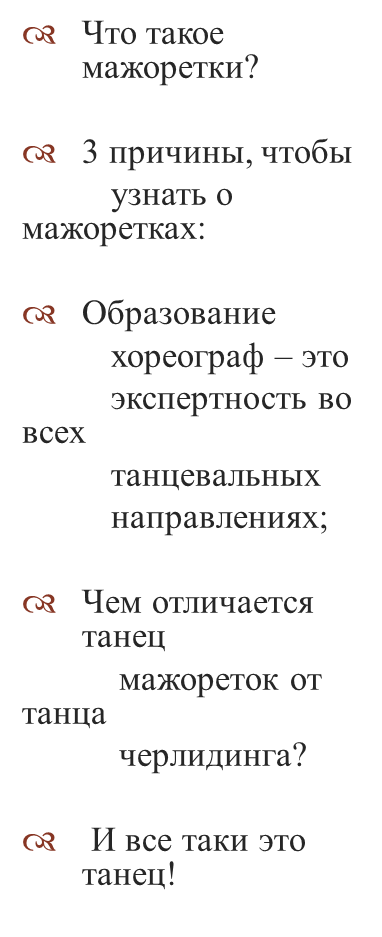 Что такое
мажоретки?
3 причины, чтобы
узнать о
мажоретках:
Образование
хореограф – это
экспертность во
всех
танцевальных
направлениях;
Чем отличается
танец
мажореток от
танца
черлидинга?
И все таки это
танец!